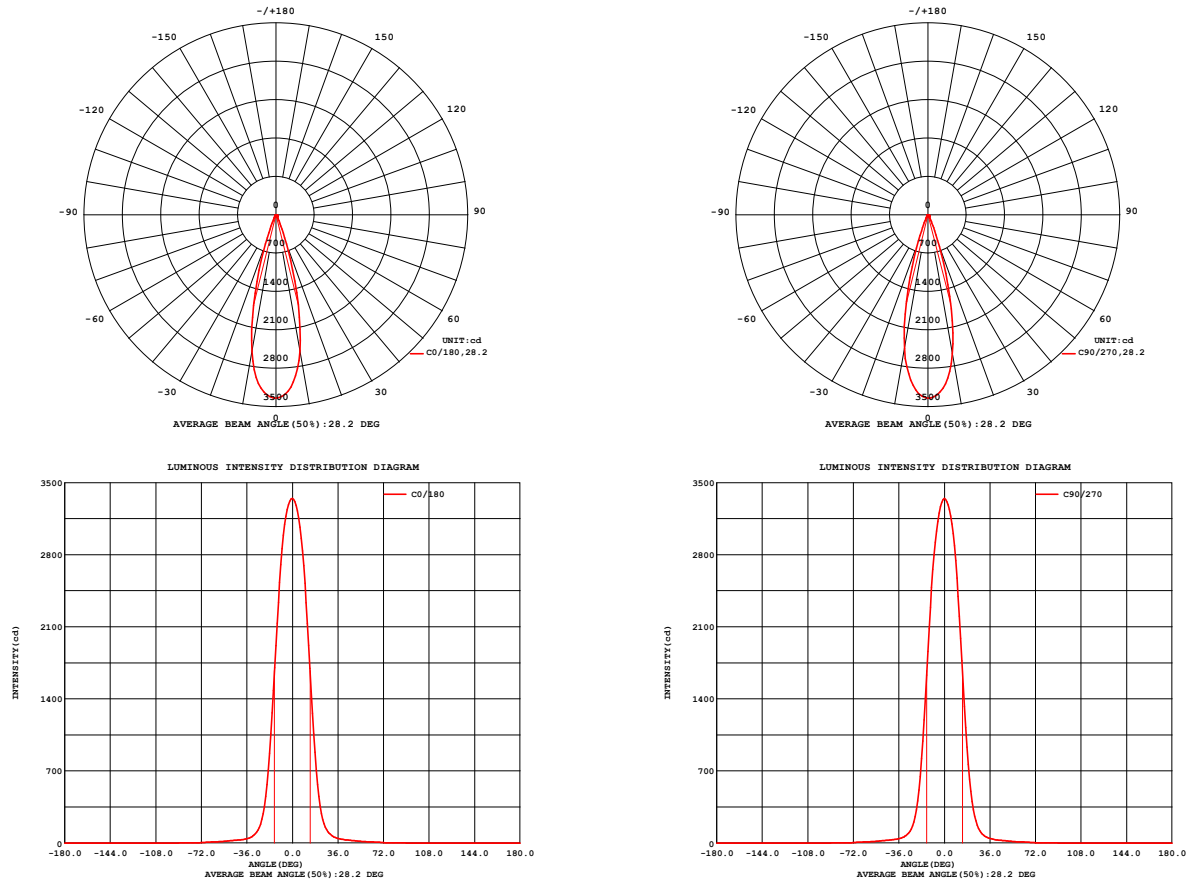 -/+180
-150
150
-120
120
-90
90
0
700
1400
-60
60
2100
UNIT:cd
C0/180,28.2
2800
-30
30
3500
0
AVERAGE BEAM ANGLE(50%):28.2 DEG
-/+180
-150
150
-120
120
-90
90
0
700
1400
-60
60
2100
UNIT:cd
C90/270,28.2
2800
-30
30
3500
0
AVERAGE BEAM ANGLE(50%):28.2 DEG
LUMINOUS INTENSITY DISTRIBUTION DIAGRAM
3500
C0/180
2800
2100
INTENSITY(cd)
1400
700
0
-180.0 -144.0 -108.0 -72.0 -36.0 0.0 36.0 72.0 108.0 144.0 180.0
ANGLE(DEG)
AVERAGE BEAM ANGLE(50%):28.2 DEG
LUMINOUS INTENSITY DISTRIBUTION DIAGRAM
3500
C90/270
2800
2100
INTENSITY(cd)
1400
700
0
-180.0 -144.0 -108.0 -72.0 -36.0 0.0 36.0 72.0 108.0 144.0 180.0
ANGLE(DEG)
AVERAGE BEAM ANGLE(50%):28.2 DEG